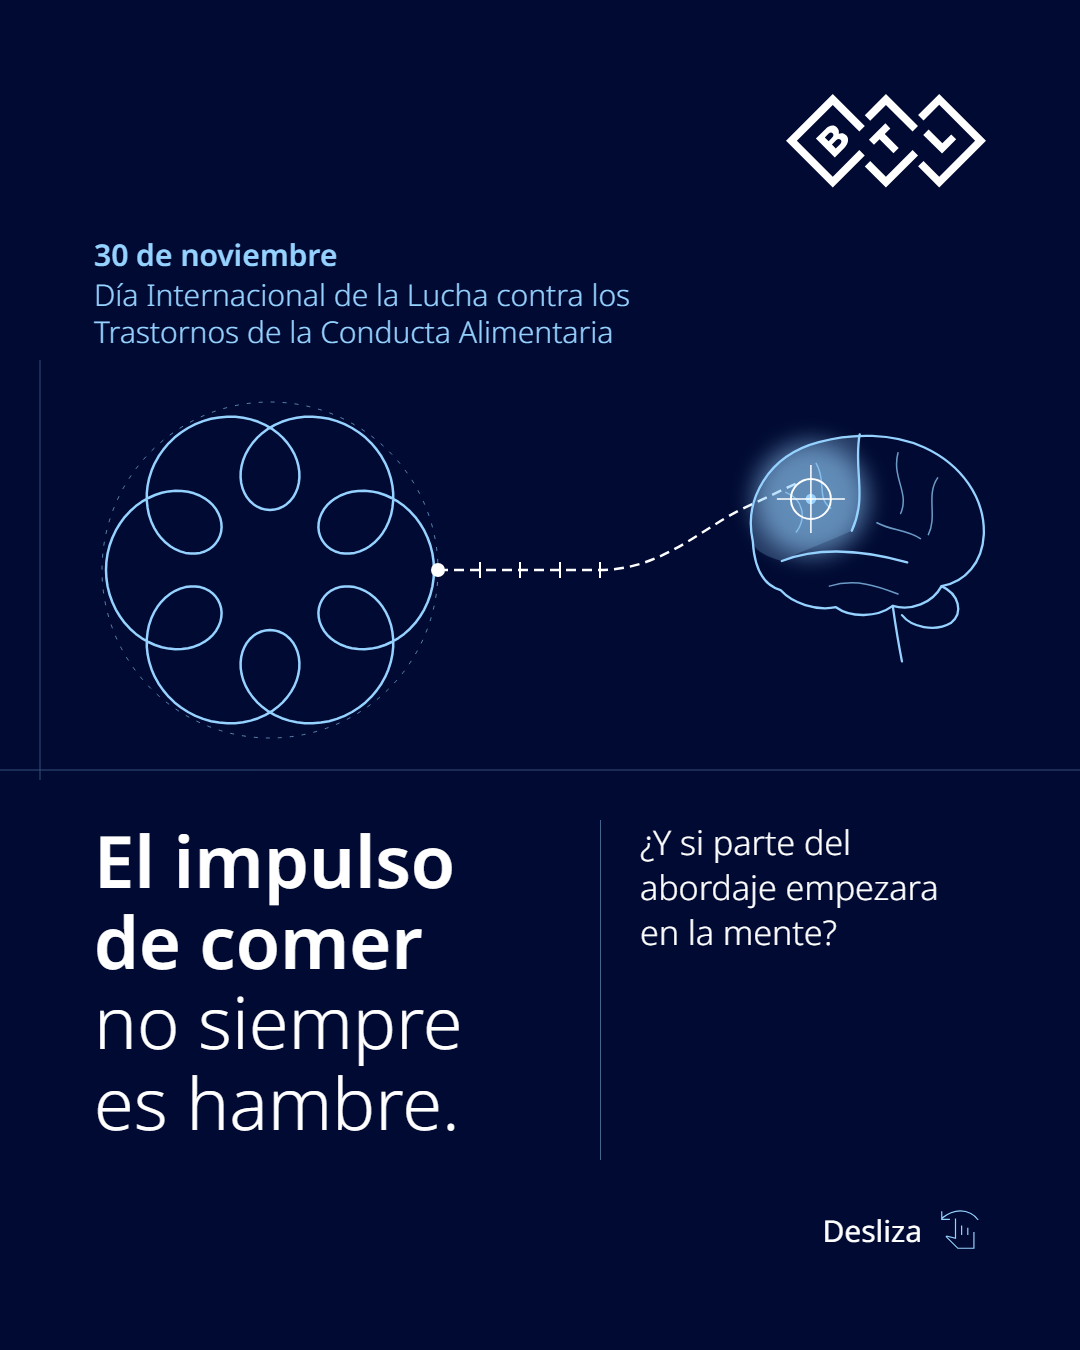 BTL
30 de noviembre
Día Internacional de la Lucha contra los
Trastornos de la Conducta Alimentaria
El impulso
de comer
no siempre
es hambre.
¿Y si parte del
abordaje empezara
en la mente?
Desliza